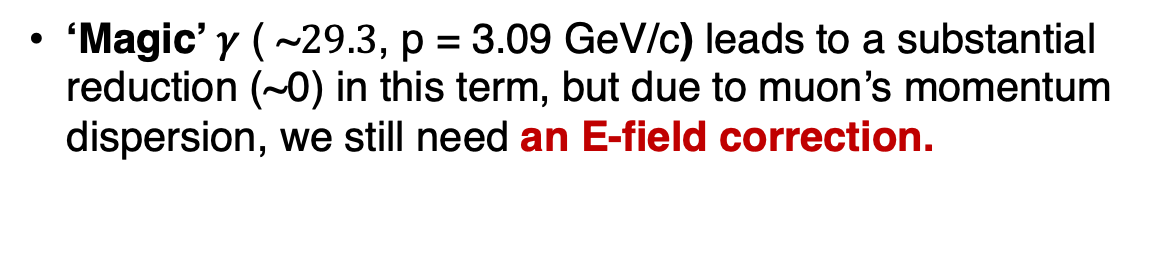 • ‘Magic’ γ ( ~29.3, p = 3.09 GeV/c) leads to a substantial
reduction (~0) in this term, but due to muon’s momentum
dispersion, we still need an E-field correction.